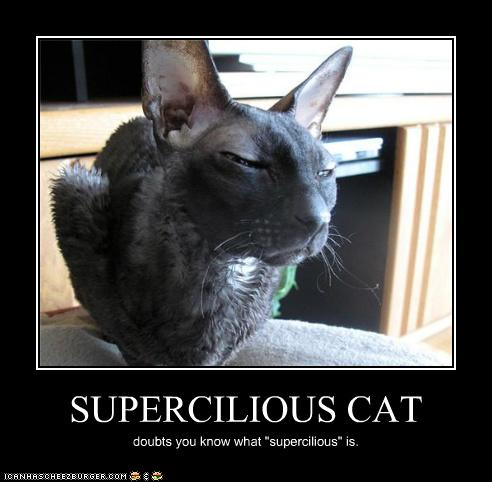 SUPERCILIOUS CAT
doubts you know what "supercilious" is.
ICANHASCHEEZBURGER.COM